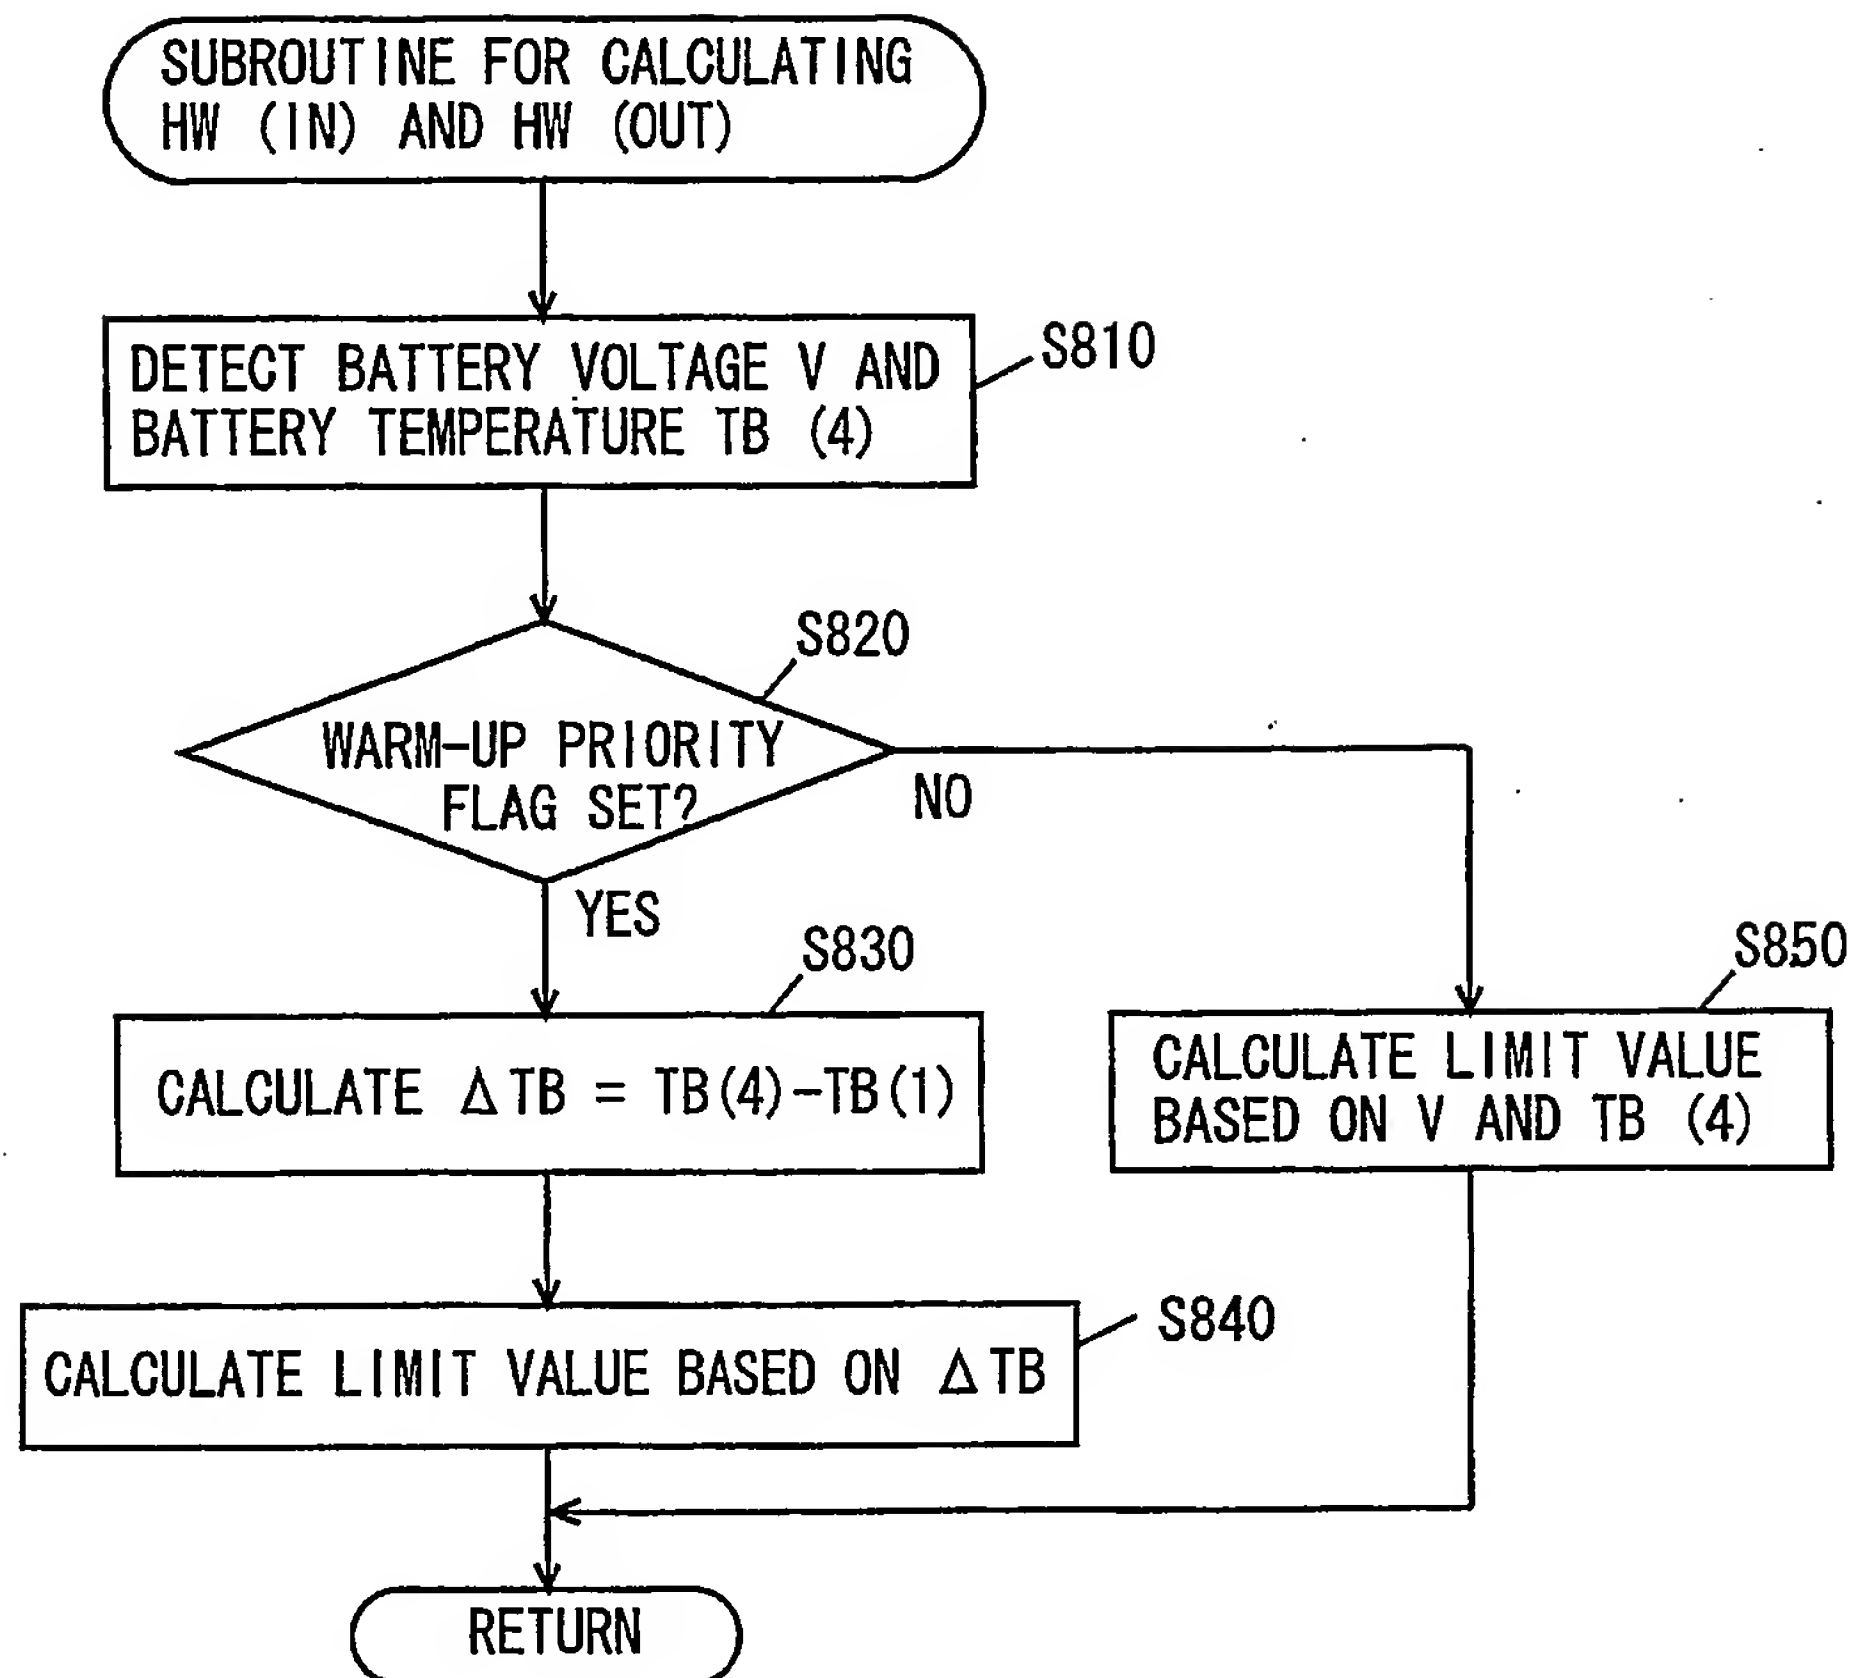 SUBROUTINE FOR CALCULATING
HW (IN) AND HW (OUT)
DETECT BATTERY VOLTAGE V AND
BATTERY TEMPERATURE TB (4)
S810
S820
WARM-UP PRIORITY
FLAG SET?
NO
YES
S830
CALCULATE Δ TB = TB(4)-TB(1)
S850
CALCULATE LIMIT VALUE
BASED ON V AND TB (4)
S840
CALCULATE LIMIT VALUE BASED ON Δ TB
RETURN